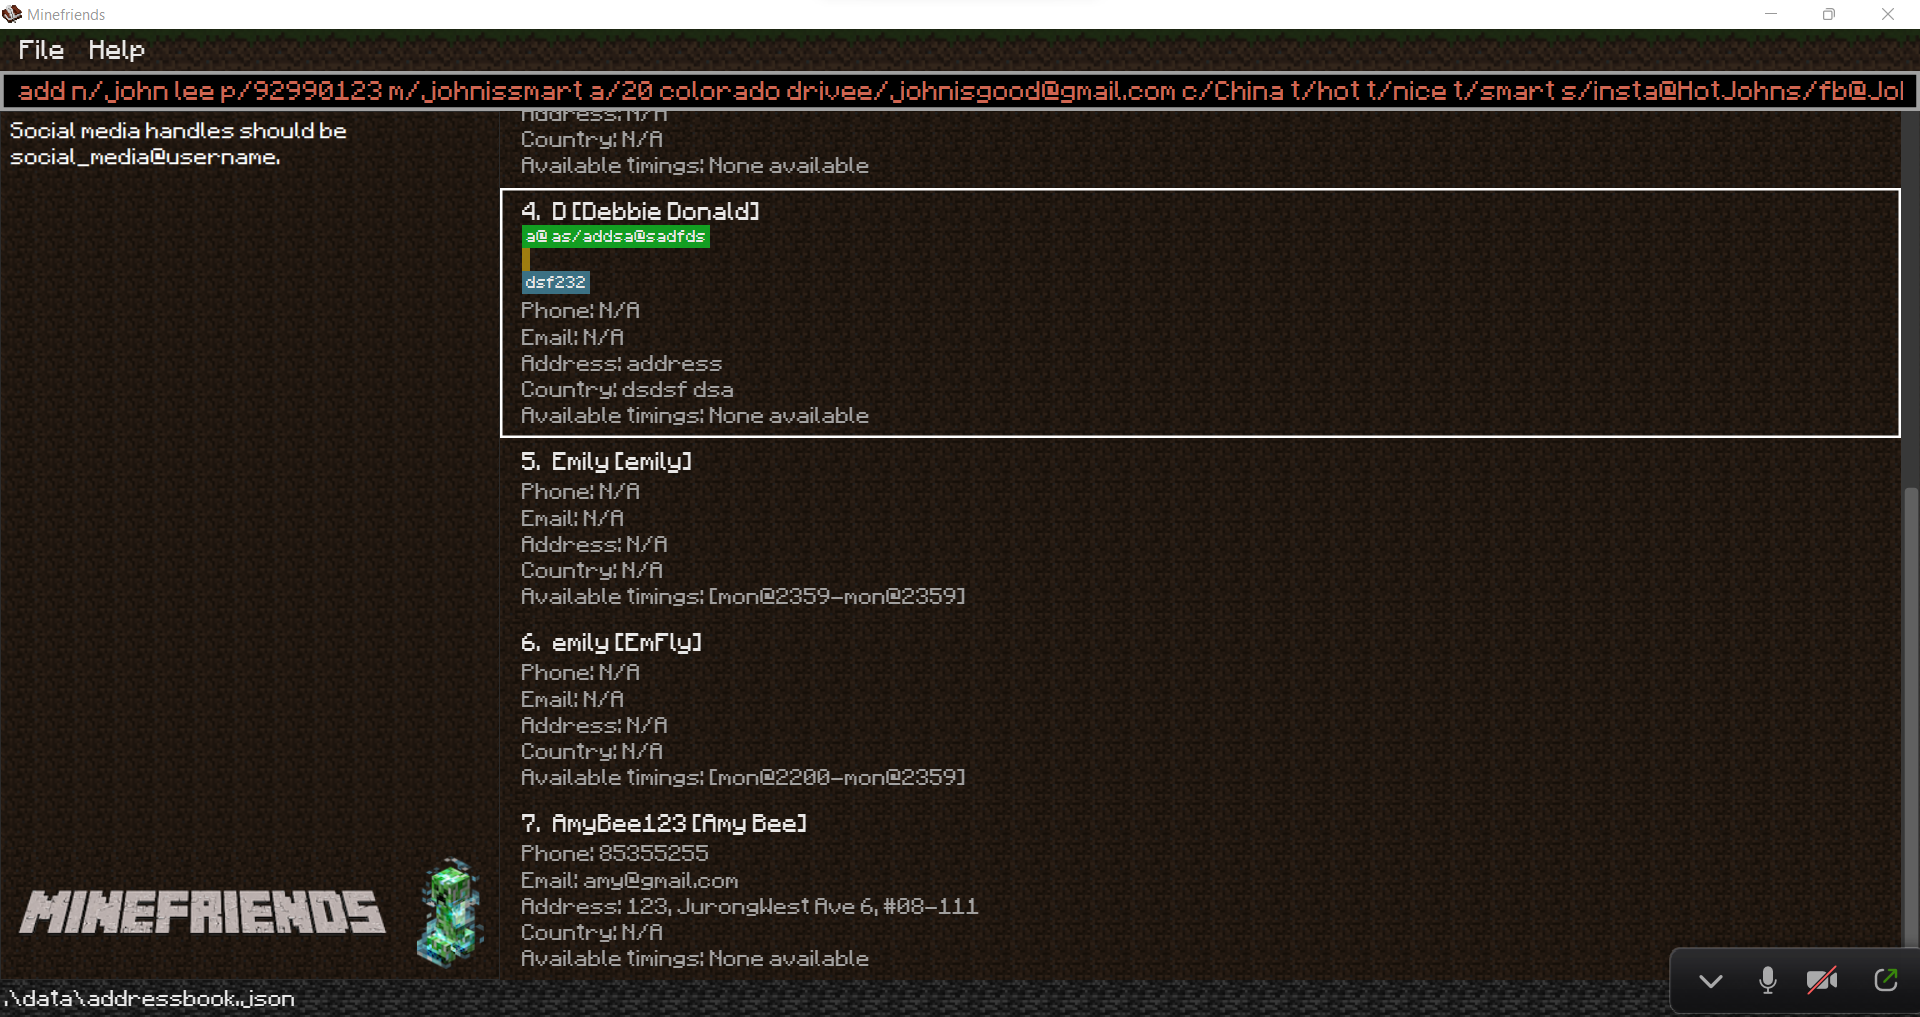 Minefriends
File Help
add n/john lee p/92990123 m/johnissmart a/20 colorado drivee/johnisgood@gmail.com c/China t/hot t/nice t/smart s/insta@HotJohns/fb@Jo
Social media handles should be
social_media@username.
Address: N/A
Country: N/A
Available timings: None available
4. D [Debbie Donald]
a@ as/addsa@sadfds
dsf232
Phone: N/A
Email: N/A
Address: address
Country: dsdsf dsa
Available timings: None available
5. Emily [emily]
Phone: N/A
Email: N/A
Address: N/A
Country: N/A
Available timings: [mon@2359-mon@2359]
6. emily [EmFly]
Phone: N/A
Email: N/A
Address: N/A
Country: N/A
Available timings: [mon@2200-mon@2359]
7. AmyBee123 [Amy Bee]
Phone: 85355255
Email: amy@gmail.com
Address: 123, JurongWest Ave 6, #08-111
Country: N/A
Available timings: None available
MINEFRIENDS
.\data\addressbook.json